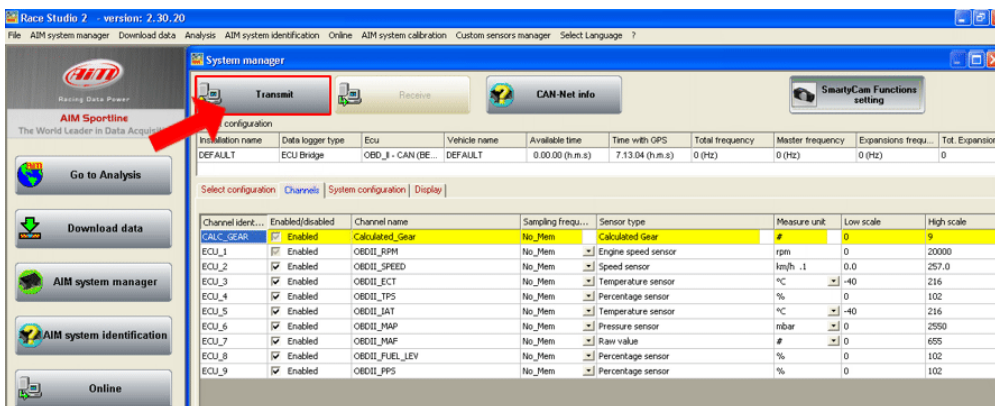 Race Studio 2 - version: 2.30.20
File AIM system manager Download data Analysis AIM system identification Online AIM system calibration Custom sensors manager Select Language ?
AiM
Racing Data Power
AIM Sportline
The World Leader in Data
Go to Analysis
Download data
AIM system manager
AIM system identification
Online
System manager
Transmit
Receive
CAN-Net info
SmartyCam Functions
setting
configuration
Installation name Data logger type Ecu Vehicle name Available time Time with GPS Total frequency Master frequency Expansions frequ... Tot. Expansion
DEFAULT ECU Bridge OBD_II - CAN (BE... DEFAULT 0.00.00 (h.m.s) 7.13.04 (h.m.s) 0 (Hz) 0 (Hz) 0 (Hz) 0
Select configuration Channels System configuration Display
Channel ident... Enabled/disabled Channel name Sampling frequ... Sensor type Measure unit Low scale High scale
CALC_GEAR Enabled Calculated_Gear No_Mem Calculated Gear # 0 9
ECU_1 Enabled OBDII_RPM No_Mem Engine speed sensor rpm 0 20000
ECU_2 Enabled OBDII_SPEED No_Mem Speed sensor km/h .1 0.0 257.0
ECU_3 Enabled OBDII_ECT No_Mem Temperature sensor °C -40 216
ECU_4 Enabled OBDII_TPS No_Mem Percentage sensor % 0 102
ECU_5 Enabled OBDII_IAT No_Mem Temperature sensor °C -40 216
ECU_6 Enabled OBDII_MAP No_Mem Pressure sensor mbar 0 2550
ECU_7 Enabled OBDII_MAF No_Mem Raw value # 0 655
ECU_8 Enabled OBDII_FUEL_LEV No_Mem Percentage sensor % 0 102
ECU_9 Enabled OBDII_PPS No_Mem Percentage sensor % 0 102